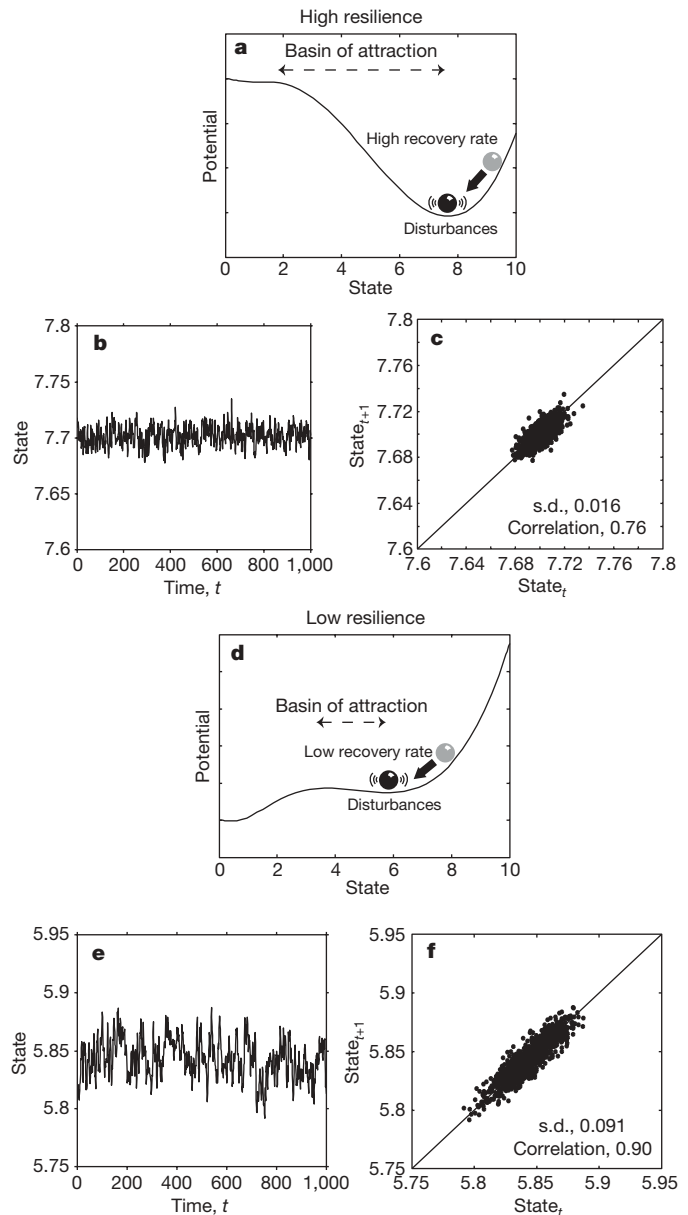 High resilience
a
Basin of attraction
High recovery rate
Disturbances
Potential
0 2 4 6 8 10
State
b
7.8
7.75
7.7
7.65
7.6
State
0 200 400 600 800 1,000
Time, t
c
7.8
7.76
7.72
7.68
7.64
7.6
State t+1
s.d., 0.016
Correlation, 0.76
7.6 7.64 7.68 7.72 7.76 7.8
State t
Low resilience
d
Basin of attraction
Low recovery rate
Disturbances
Potential
0 2 4 6 8 10
State
e
5.95
5.9
5.85
5.8
5.75
State
0 200 400 600 800 1,000
Time, t
f
5.95
5.9
5.85
5.8
5.75
State t+1
s.d., 0.091
Correlation, 0.90
5.75 5.8 5.85 5.9 5.95
State t